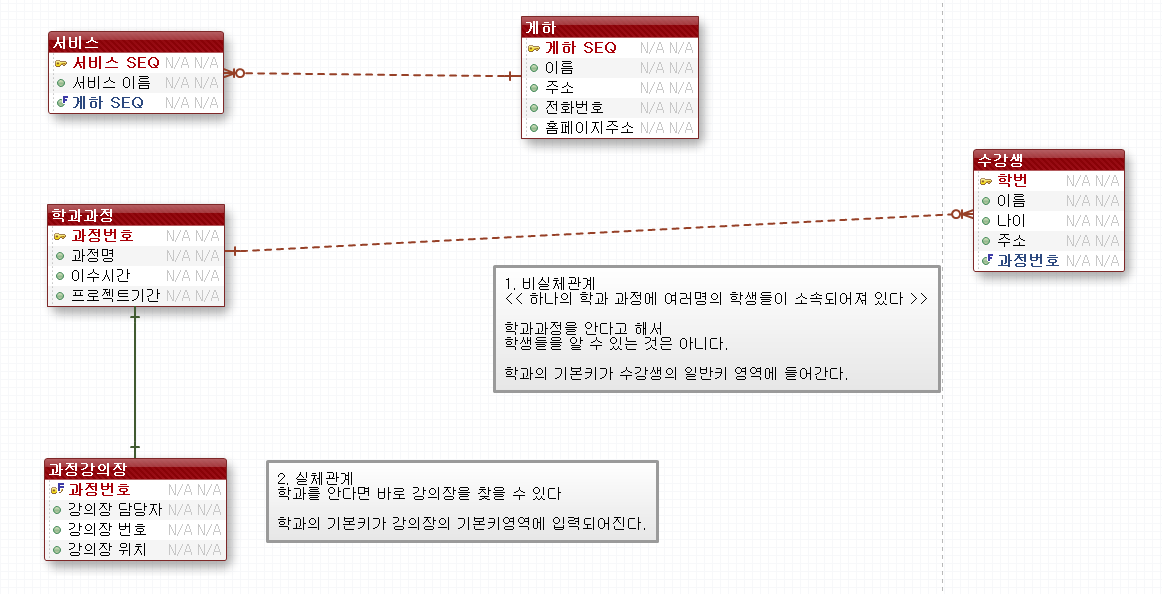 서비스
서비스 SEQ N/A N/A
서비스 이름 N/A N/A
게하 SEQ N/A N/A
게하
게하 SEQ N/A N/A
이름 N/A N/A
주소 N/A N/A
전화번호 N/A N/A
홈페이지주소 N/A N/A
수강생
학번 N/A N/A
이름 N/A N/A
나이 N/A N/A
주소 N/A N/A
과정번호 N/A N/A
학과과정
과정번호 N/A N/A
과정명 N/A N/A
이수시간 N/A N/A
프로젝트기간 N/A N/A
1. 비실체관계
<< 하나의 학과 과정에 여러명의 학생들이 소속되어져 있다 >>
학과과정을 안다고 해서
학생들을 알 수 있는 것은 아니다.
학과의 기본키가 수강생의 일반키 영역에 들어간다.
과정강의장
과정번호 N/A N/A
강의장 담당자 N/A N/A
강의장 번호 N/A N/A
강의장 위치 N/A N/A
2. 실체관계
학과를 안다면 바로 강의장을 찾을 수 있다
학과의 기본키가 강의장의 기본키영역에 입력되어진다.